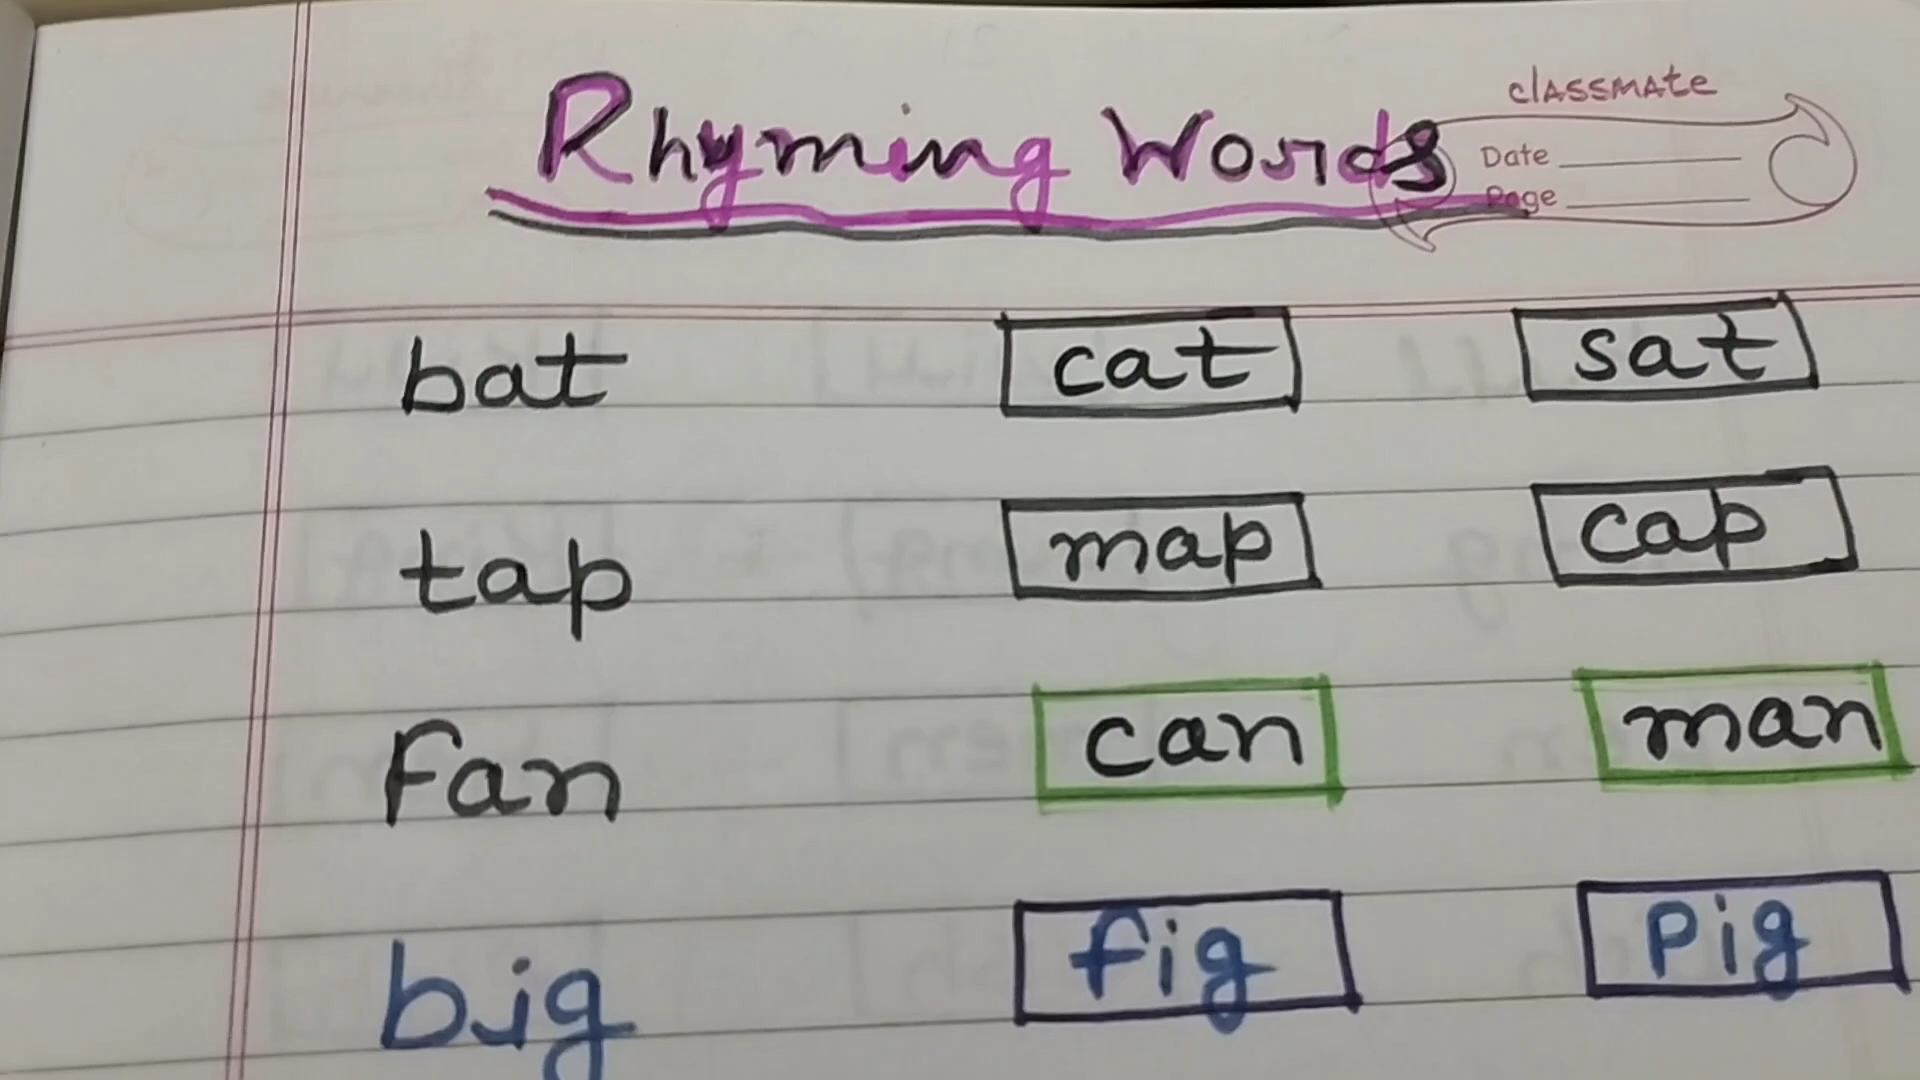 classmate
Rhyming Words
Date
Page
bat cat sat
tap map cap
Fan can man
big fig Pig